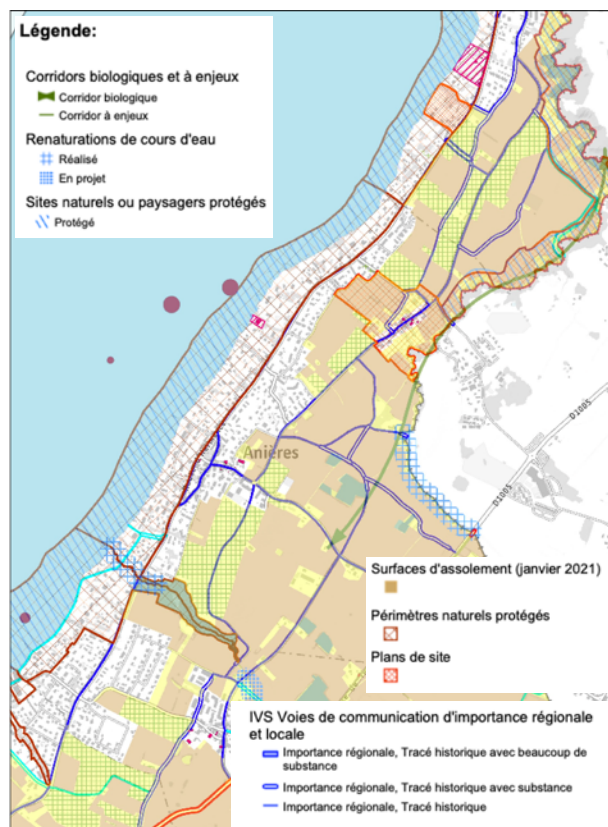 Légende:
Corridors biologiques et à enjeux
Corridor biologique
Corridor à enjeux
Renaturations de cours d'eau
Réalisé
En projet
Sites naturels ou paysagers protégés
Protégé
Anières
D1005
D1005
Surfaces d'assolement (janvier 2021)
Périmètres naturels protégés
Plans de site
IVS Voies de communication d'importance régionale
et locale
Importance régionale, Tracé historique avec beaucoup de
substance
Importance régionale, Tracé historique avec substance
Importance régionale, Tracé historique